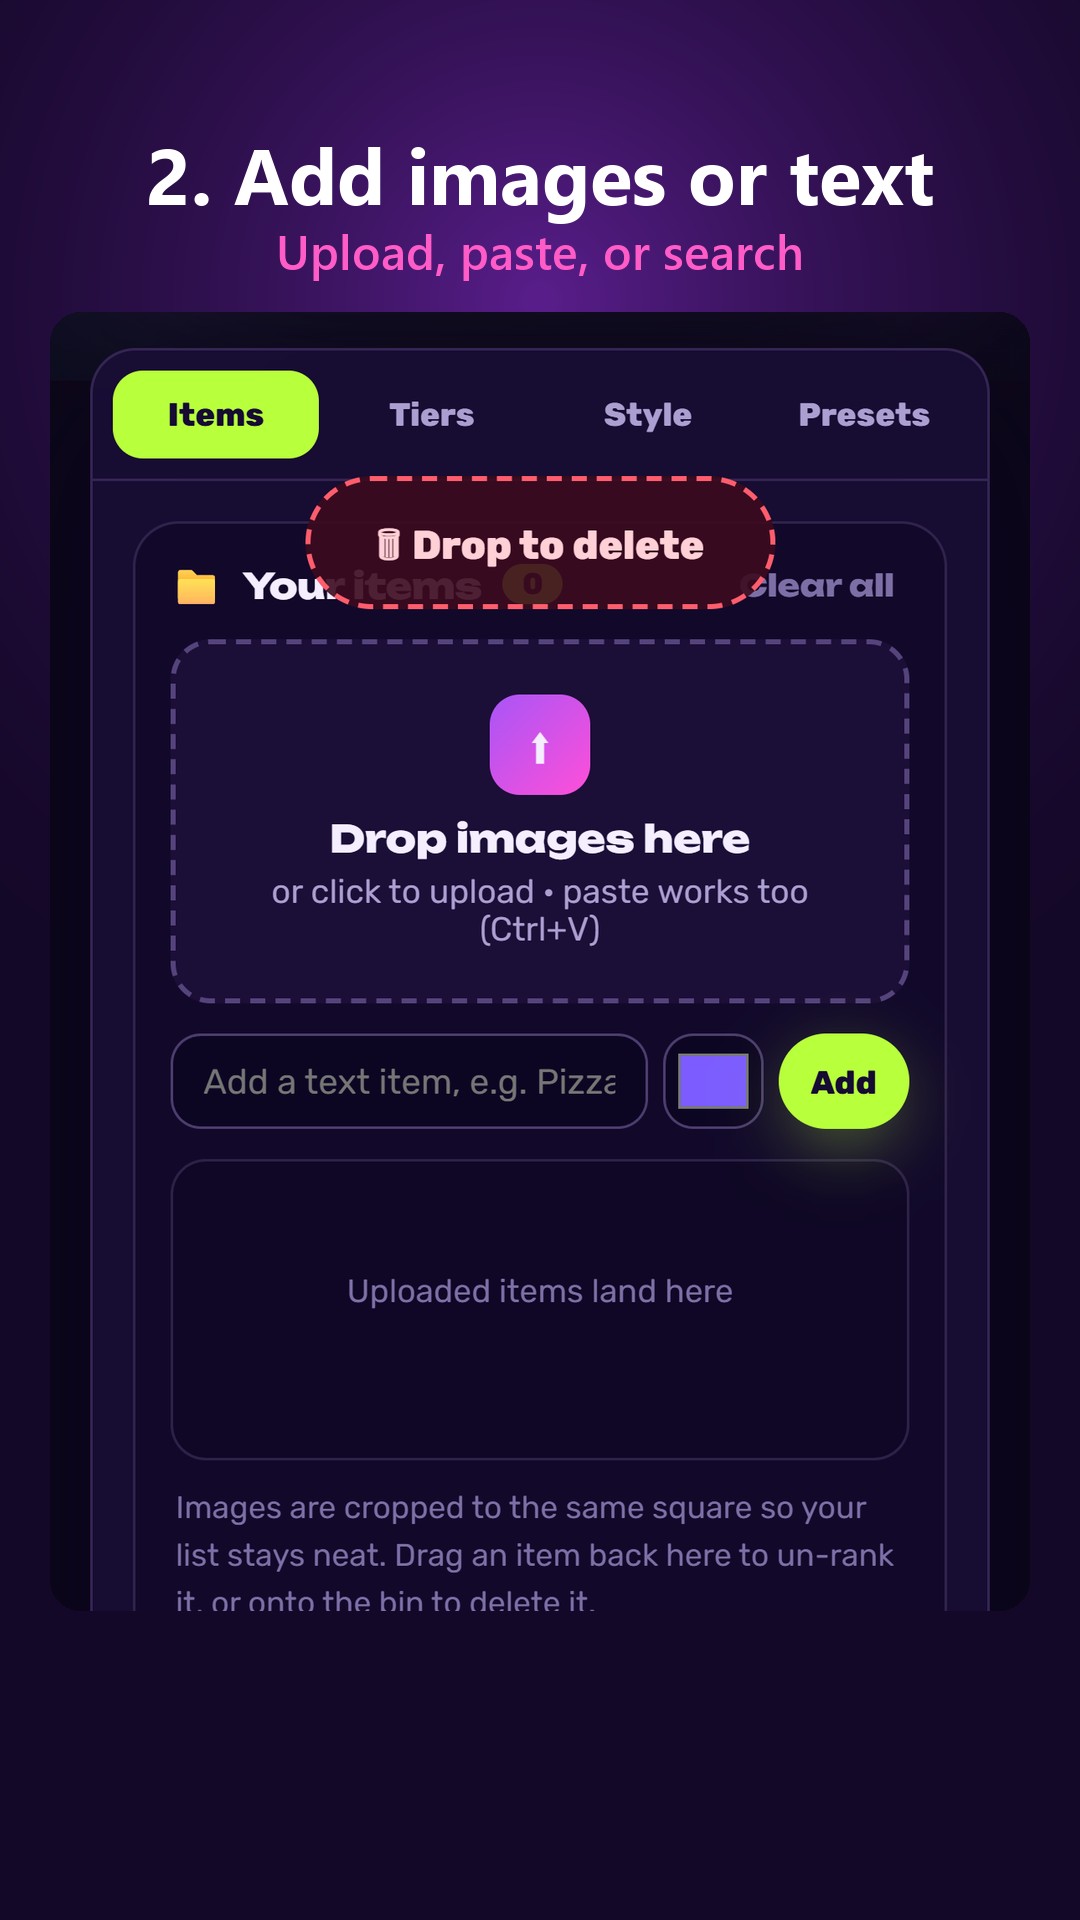 2. Add images or text
Upload, paste, or search
Items Tiers Style Presets
Drop to delete
Your items 0 Clear all
Drop images here
or click to upload • paste works too
(Ctrl+V)
Add a text item, e.g. Pizza Add
Uploaded items land here
Images are cropped to the same square so your
list stays neat. Drag an item back here to un-rank
it, or onto the bin to delete it.